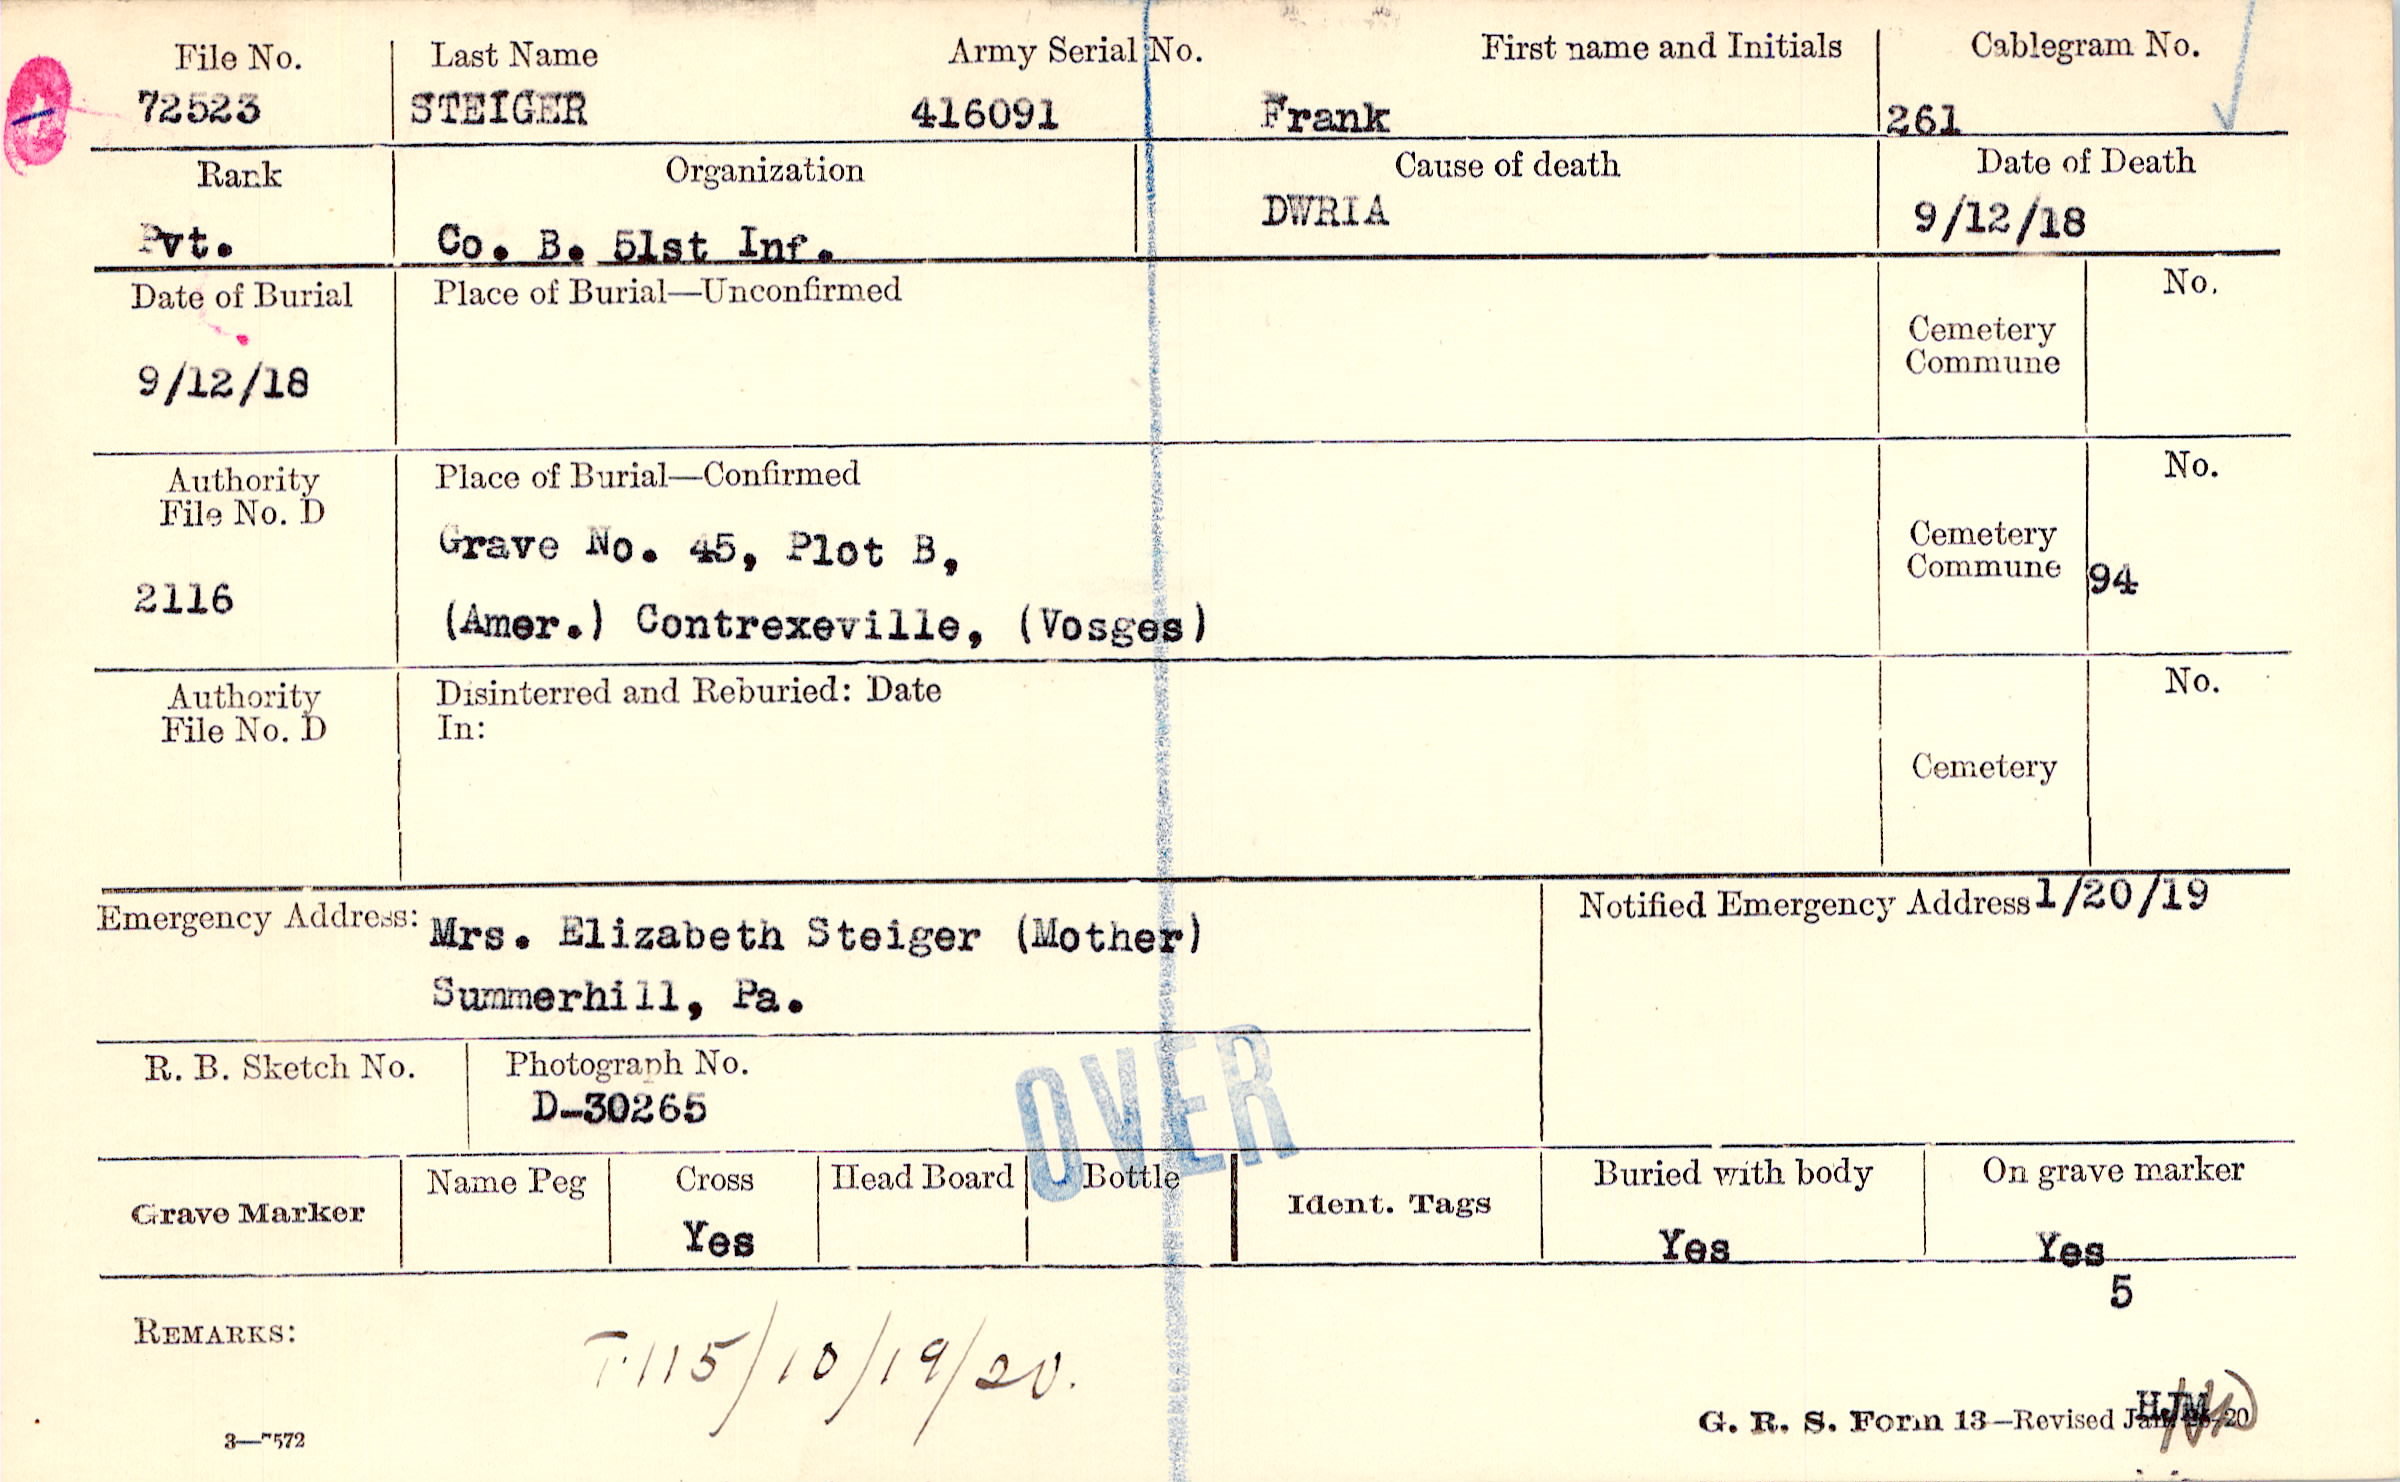 File No. Last Name Army Serial No. First name and Initials Cablegram No.
72523 STEIGER 416091 Frank 261
Rank Organization Cause of death Date of Death
Pvt. Co. B. 51st Inf. DWRIA 9/12/18
Date of Burial Place of Burial—Unconfirmed No.
Cemetery
Commune
9/12/18
Authority Place of Burial—Confirmed No.
File No. D
Grave No. 45, Plot B, Cemetery
Commune 94
2116
(Amer.) Contrexeville, (Vosges)
Authority Disinterred and Reburied: Date No.
File No. D In:
Cemetery
Emergency Address: Mrs. Elizabeth Steiger (Mother) Notified Emergency Address 1/20/19
Summerhill, Pa.
R. B. Sketch No. Photograph No.
D-30265
OVER
Grave Marker Name Peg Cross Head Board Bottle Ident. Tags Buried with body On grave marker
Yes Yes Yes
5
REMARKS:
T.115/10/19/20.
HJM
3—7572 G. R. S. Form 13—Revised Jan. 26-20